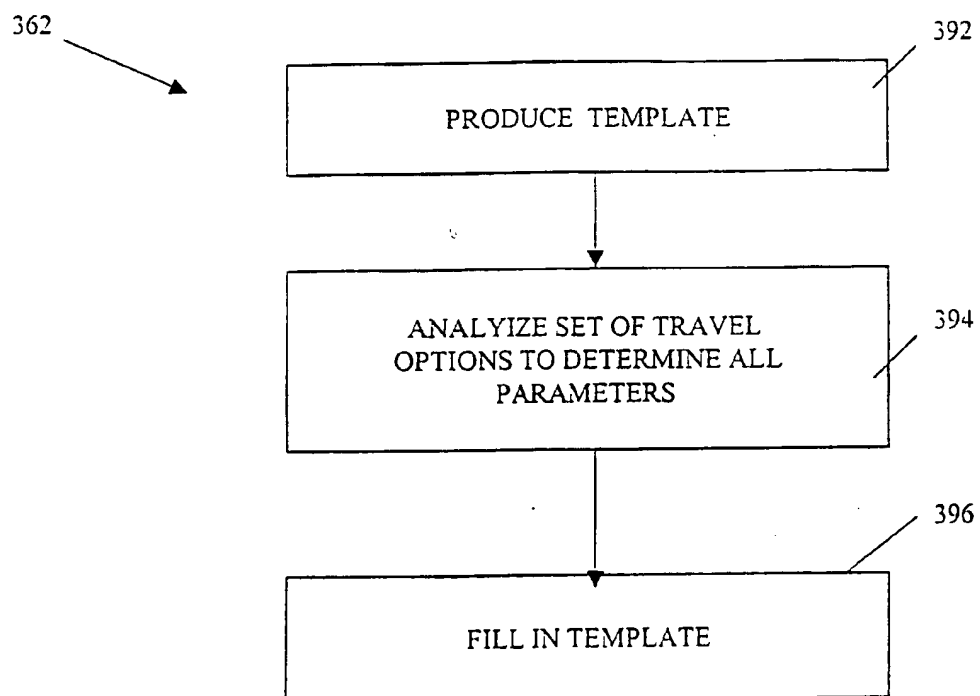 362
392
PRODUCE TEMPLATE
ANALYIZE SET OF TRAVEL
OPTIONS TO DETERMINE ALL
PARAMETERS
394
396
FILL IN TEMPLATE